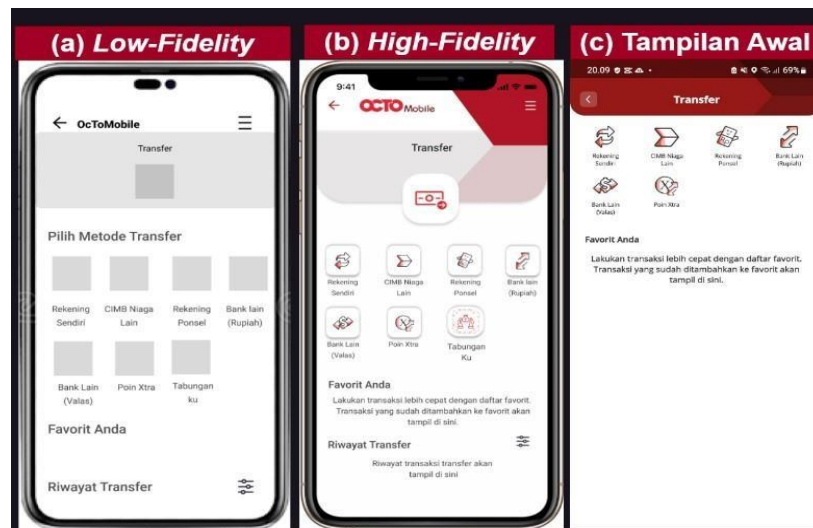 (a) Low-Fidelity
OcToMobile
Transfer
Pilih Metode Transfer
Rekening
Sendiri
CIMB Niaga
Lain
Rekening
Ponsel
Bank lain
(Rupiah)
Bank Lain
(Valas)
Poin Xtra
Tabungan
ku
Favorit Anda
Riwayat Transfer
(b) High-Fidelity
9:41
OCTO Mobile
Transfer
Rekening
Sendiri
CIMB Niaga
Lain
Rekening
Ponsel
Bank lain
(Rupiah)
Bank Lain
(Valas)
Poin Xtra
Tabungan
Ku
Favorit Anda
Lakukan transaksi lebih cepat dengan daftar favorit.
Transaksi yang sudah ditambahkan ke favorit akan
tampil di sini.
Riwayat Transfer
Riwayat transaksi transfer akan
tampil di sini
(c) Tampilan Awal
20.09
69%
Transfer
Rekening
Sendiri
CIMB Niaga
Lain
Rekening
Ponsel
Bank Lain
(Rupiah)
Bank Lain
(Valas)
Poin Xtra
Favorit Anda
Lakukan transaksi lebih cepat dengan daftar favorit.
Transaksi yang sudah ditambahkan ke favorit akan
tampil di sini.